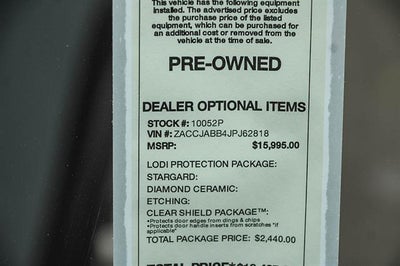 This vehicle has the following equipment
installed. The advertised price excludes
the purchase price of the listed
equipment, which can be purchased for
an additional cost or removed from the
vehicle at the time of sale.
PRE-OWNED
DEALER OPTIONAL ITEMS
STOCK #: 10052P
VIN #: ZACCJABB4JPJ62818
MSRP: $15,995.00
LODI PROTECTION PACKAGE:
STARGARD:
DIAMOND CERAMIC:
ETCHING:
CLEAR SHIELD PACKAGE™:
•Protects door edges from dings & chips
•Protects door handle inserts from scratches "if
applicable"
TOTAL PACKAGE PRICE: $2,440.00
TOTAL PRICE*